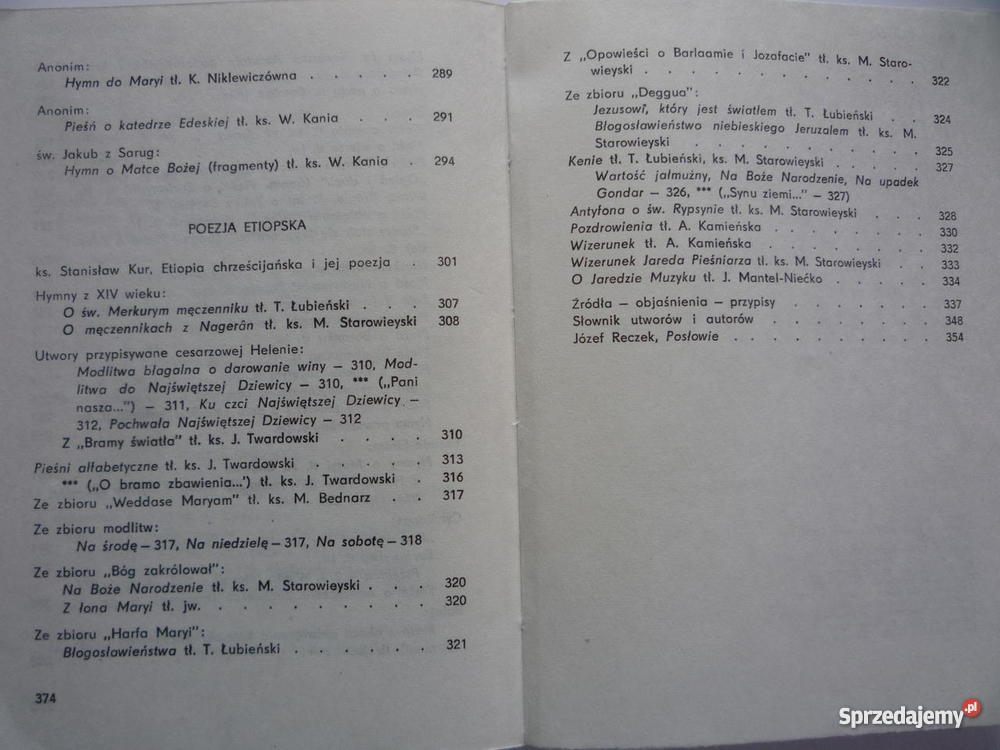 Anonim:
Hymn do Maryi tł. K. Niklewiczówna . . . . . 289
Anonim:
Pieśń o katedrze Edeskiej tł. ks. W. Kania . . . 291
św. Jakub z Sarug:
Hymn o Matce Bożej (fragmenty) tł. ks. W. Kania . 294
POEZJA ETIOPSKA
ks. Stanisław Kur, Etiopia chrześcijańska i jej poezja . 301
Hymny z XIV wieku:
O św. Merkurym męczenniku tł. T. Łubieński . . . 307
O męczennikach z Nagerân tł. ks. M. Starowieyski 308
Utwory przypisywane cesarzowej Helenie:
Modlitwa błagalna o darowanie winy – 310, Mod-
litwa do Najświętszej Dziewicy – 310, *** („Pani
nasza...”) – 311, Ku czci Najświętszej Dziewicy –
312, Pochwała Najświętszej Dziewicy – 312
Z „Bramy światła” tł. ks. J. Twardowski . . . . 310
Pieśni alfabetyczne tł. ks. J. Twardowski . . . . . 313
*** („O bramo zbawienia...’) tł. ks. J. Twardowski . 316
Ze zbioru „Weddase Maryam” tł. ks. M. Bednarz . . 317
Ze zbioru modlitw:
Na środę – 317, Na niedzielę – 317, Na sobotę – 318
Ze zbioru „Bóg zakrólował”:
Na Boże Narodzenie tł. ks. M. Starowieyski . . . 320
Z łona Maryi tł. jw. . . . . . . . . . 320
Ze zbioru „Harfa Maryi”:
Błogosławieństwa tł. T. Łubieński . . . . . . 321
374
Z „Opowieści o Barlaamie i Jozafacie” tł. ks. M. Staro-
wieyski . . . . . . . . . . . . 322
Ze zbioru „Deggua”:
Jezusowi, który jest światłem tł. T. Łubieński . . 324
Błogosławieństwo niebieskiego Jeruzalem tł. ks. M.
Starowieyski . . . . . . . . . . 325
Kenie tł. T. Łubieński, ks. M. Starowieyski . . . . 327
Wartość jałmużny, Na Boże Narodzenie, Na upadek
Gondar – 326, *** („Synu ziemi...” – 327)
Antyfona o św. Rypsynie tł. ks. M. Starowieyski . . . 328
Pozdrowienia tł. A. Kamieńska . . . . . . . 330
Wizerunek tł. A. Kamieńska . . . . . . . 332
Wizerunek Jareda Pieśniarza tł. ks. M. Starowieyski . . 333
O Jaredzie Muzyku tł. J. Mantel-Niećko . . . . 334
Źródła – objaśnienia – przypisy . . . . . . 337
Słownik utworów i autorów . . . . . . . 348
Józef Reczek, Posłowie . . . . . . . . . 354
Sprzedajemy.pl